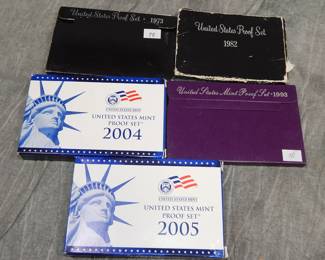 United States Proof Set - 1973
United States Proof Set
1982
UNITED STATES MINT
UNITED STATES MINT
PROOF SET
2004
United States Mint Proof Set - 1993
UNITED STATES MINT
UNITED STATES MINT
PROOF SET
2005